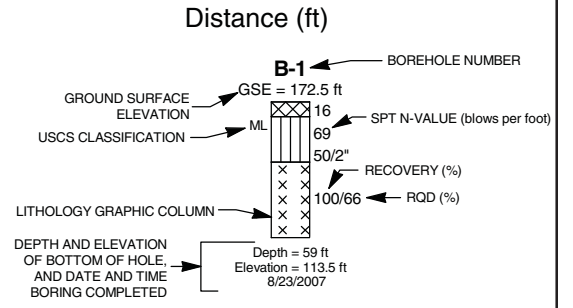 Distance (ft)
B-1
BOREHOLE NUMBER
GSE = 172.5 ft
GROUND SURFACE
ELEVATION
16
SPT N-VALUE (blows per foot)
ML
USCS CLASSIFICATION
69
50/2"
RECOVERY (%)
100/66
RQD (%)
LITHOLOGY GRAPHIC COLUMN
DEPTH AND ELEVATION
OF BOTTOM OF HOLE,
AND DATE AND TIME
BORING COMPLETED
Depth = 59 ft
Elevation = 113.5 ft
8/23/2007